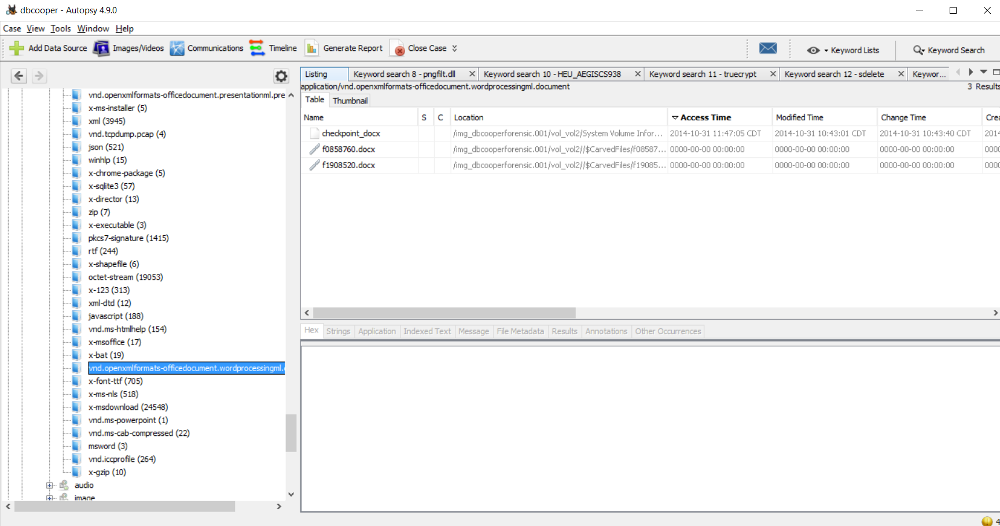 dbcooper - Autopsy 4.9.0
Case View Tools Window Help
Add Data Source Images/Videos Communications Timeline Generate Report Close Case Keyword Lists Keyword Search
Listing Keyword search 8 - pngfilt.dll Keyword search 10 - HEU_AEGISCS938 Keyword search 11 - truecrypt Keyword search 12 - sdelete Keywor...
application/vnd.openxmlformats-officedocument.wordprocessingml.document 3 Results
Table Thumbnail
Name S C Location Access Time Modified Time Change Time Crea
checkpoint_docx /img_dbcooperforensic.001/vol_vol2/System Volume Infor... 2014-10-31 11:47:05 CDT 2014-10-31 10:43:01 CDT 2014-10-31 10:43:40 CDT 2014
f0858760.docx /img_dbcooperforensic.001/vol_vol2//$CarvedFiles/f08587... 0000-00-00 00:00:00 0000-00-00 00:00:00 0000-00-00 00:00:00 0000
f1908520.docx /img_dbcooperforensic.001/vol_vol2//$CarvedFiles/f19085... 0000-00-00 00:00:00 0000-00-00 00:00:00 0000-00-00 00:00:00 0000
Hex Strings Application Indexed Text Message File Metadata Results Annotations Other Occurrences
vnd.openxmlformats-officedocument.presentationml.pre
x-ms-installer (5)
xml (3945)
vnd.tcpdump.pcap (4)
json (521)
winhlp (15)
x-chrome-package (5)
x-sqlite3 (57)
x-director (13)
zip (7)
x-executable (3)
pkcs7-signature (1415)
rtf (244)
x-shapefile (6)
octet-stream (19053)
x-123 (313)
xml-dtd (12)
javascript (188)
vnd.ms-htmlhelp (154)
x-msoffice (17)
x-bat (19)
vnd.openxmlformats-officedocument.wordprocessingml.
x-font-ttf (705)
x-ms-nls (518)
x-msdownload (24548)
vnd.ms-powerpoint (1)
vnd.ms-cab-compressed (22)
msword (3)
vnd.iccprofile (264)
x-gzip (10)
audio
image
4